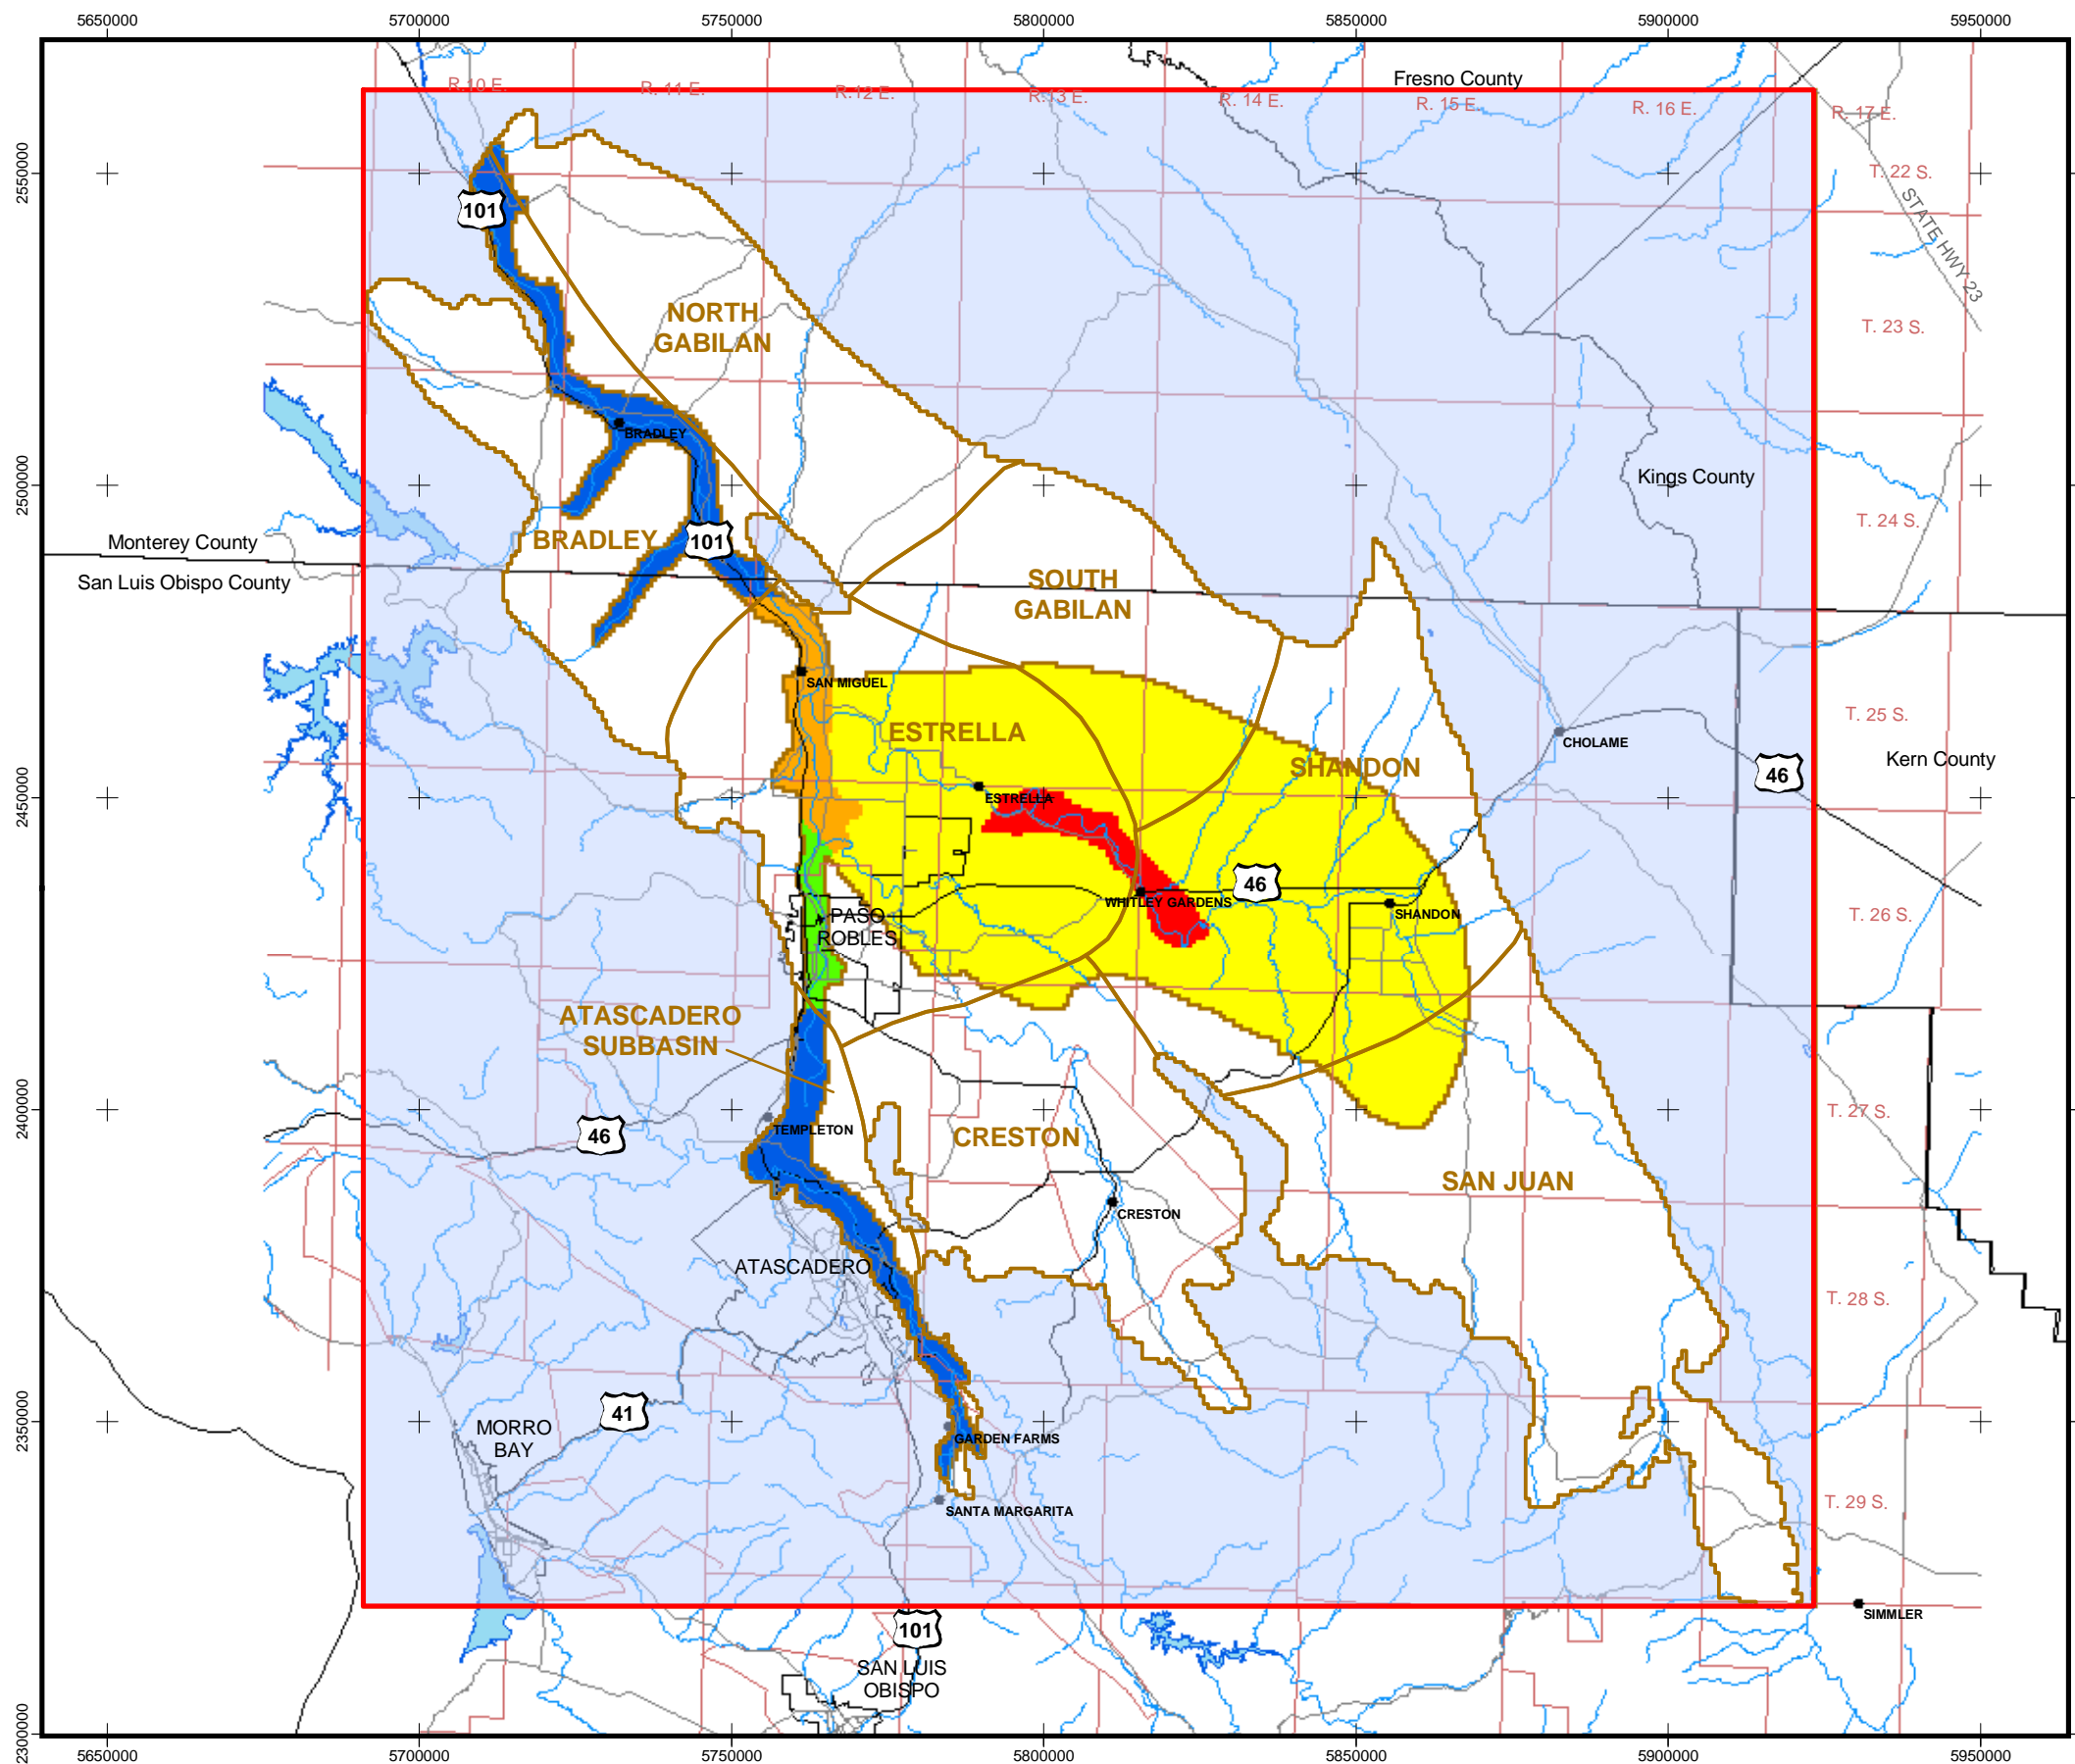 5650000
5700000
5750000
5800000
5850000
5900000
5950000
Fresno County
R. 10 E.
R. 11 E.
R. 12 E.
R. 13 E.
R. 14 E.
R. 15 E.
R. 16 E.
R. 17 E.
2550000
T. 22 S.
101
STATE HWY 23
NORTH
GABILAN
T. 23 S.
BRADLEY
2500000
Kings County
T. 24 S.
Monterey County
BRADLEY
101
San Luis Obispo County
SOUTH
GABILAN
SAN MIGUEL
T. 25 S.
ESTRELLA
CHOLAME
SHANDON
46
Kern County
2450000
ESTRELLA
46
WHITLEY GARDENS
SHANDON
T. 26 S.
PASO
ROBLES
ATASCADERO
SUBBASIN
2400000
T. 27 S.
46
TEMPLETON
CRESTON
SAN JUAN
CRESTON
ATASCADERO
T. 28 S.
2350000
41
MORRO
BAY
GARDEN FARMS
SANTA MARGARITA
T. 29 S.
SIMMLER
101
SAN LUIS
OBISPO
2300000
5650000
5700000
5750000
5800000
5850000
5900000
5950000